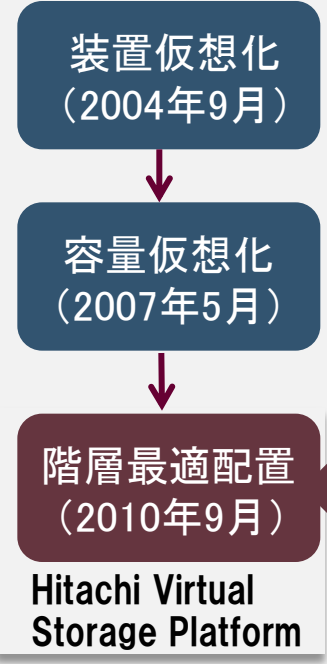 装置仮想化
（2004年9月）
容量仮想化
（2007年5月）
階層最適配置
（2010年9月）
Hitachi Virtual
Storage Platform